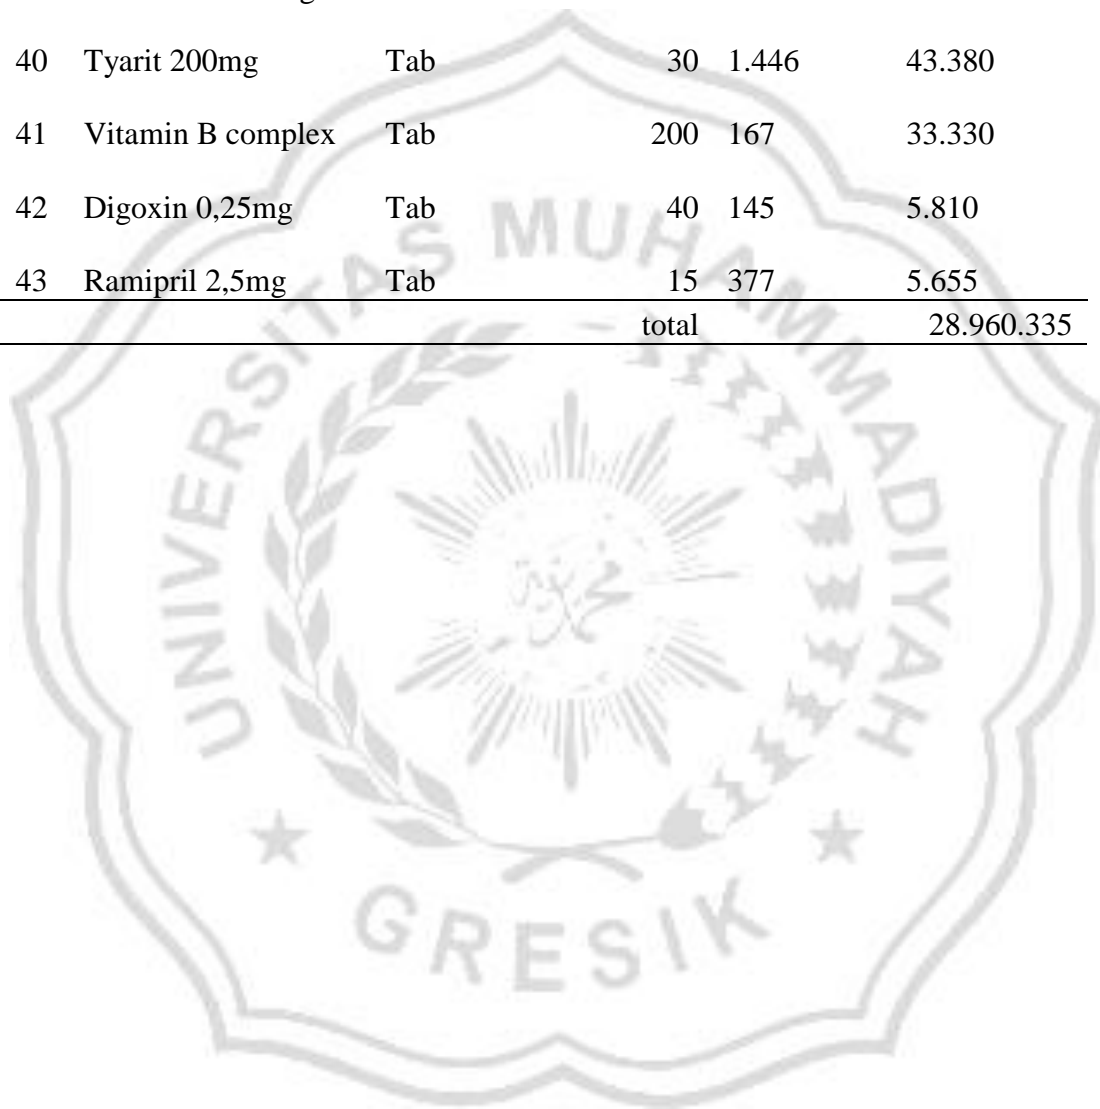 40 Tyarit 200mg Tab 30 1.446 43.380
41 Vitamin B complex Tab 200 167 33.330
42 Digoxin 0,25mg Tab 40 145 5.810
43 Ramipril 2,5mg Tab 15 377 5.655
total 28.960.335
UNIVERSITAS MUHAMMADIYAH
GRESIK